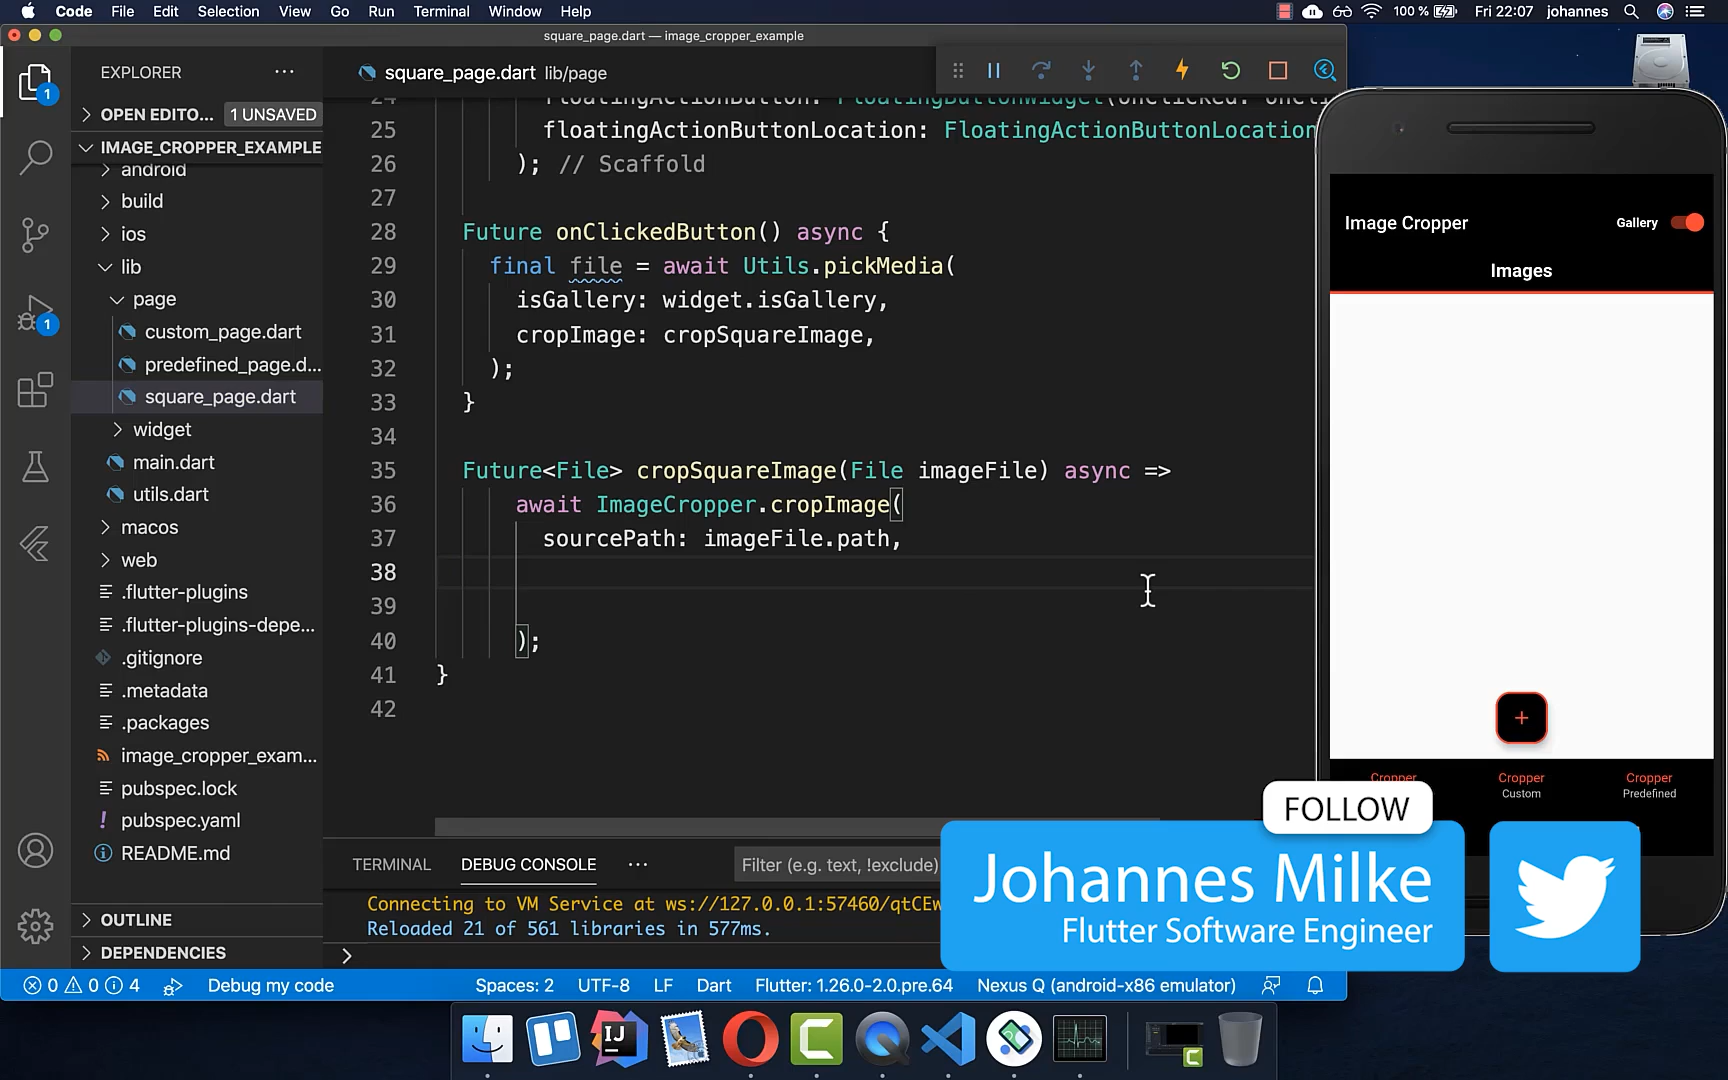 Code File Edit Selection View Go Run Terminal Window Help
100 % Fri 22:07 johannes
square_page.dart — image_cropper_example
EXPLORER
OPEN EDITO... 1 UNSAVED
IMAGE_CROPPER_EXAMPLE
android
build
ios
lib
page
custom_page.dart
predefined_page.d...
square_page.dart
widget
main.dart
utils.dart
macos
web
.flutter-plugins
.flutter-plugins-depe...
.gitignore
.metadata
.packages
image_cropper_exam...
pubspec.lock
pubspec.yaml
README.md
OUTLINE
DEPENDENCIES
1
1
square_page.dart lib/page
24 floatingActionButton: FloatingButtonWidget(onClicked: oncl
25 floatingActionButtonLocation: FloatingActionButtonLocation
26 ); // Scaffold
27
28 Future onClickedButton() async {
29 final file = await Utils.pickMedia(
30 isGallery: widget.isGallery,
31 cropImage: cropSquareImage,
32 );
33 }
34
35 Future<File> cropSquareImage(File imageFile) async =>
36 await ImageCropper.cropImage(
37 sourcePath: imageFile.path,
38
39
40 );
41 }
42
TERMINAL DEBUG CONSOLE Filter (e.g. text, !exclude)
Connecting to VM Service at ws://127.0.0.1:57460/qtCEw
Reloaded 21 of 561 libraries in 577ms.
Image Cropper Gallery
Images
+
Cropper Cropper Cropper
Custom Predefined
FOLLOW
Johannes Milke
Flutter Software Engineer
0 0 4 Debug my code Spaces: 2 UTF-8 LF Dart Flutter: 1.26.0-2.0.pre.64 Nexus Q (android-x86 emulator)
IJ